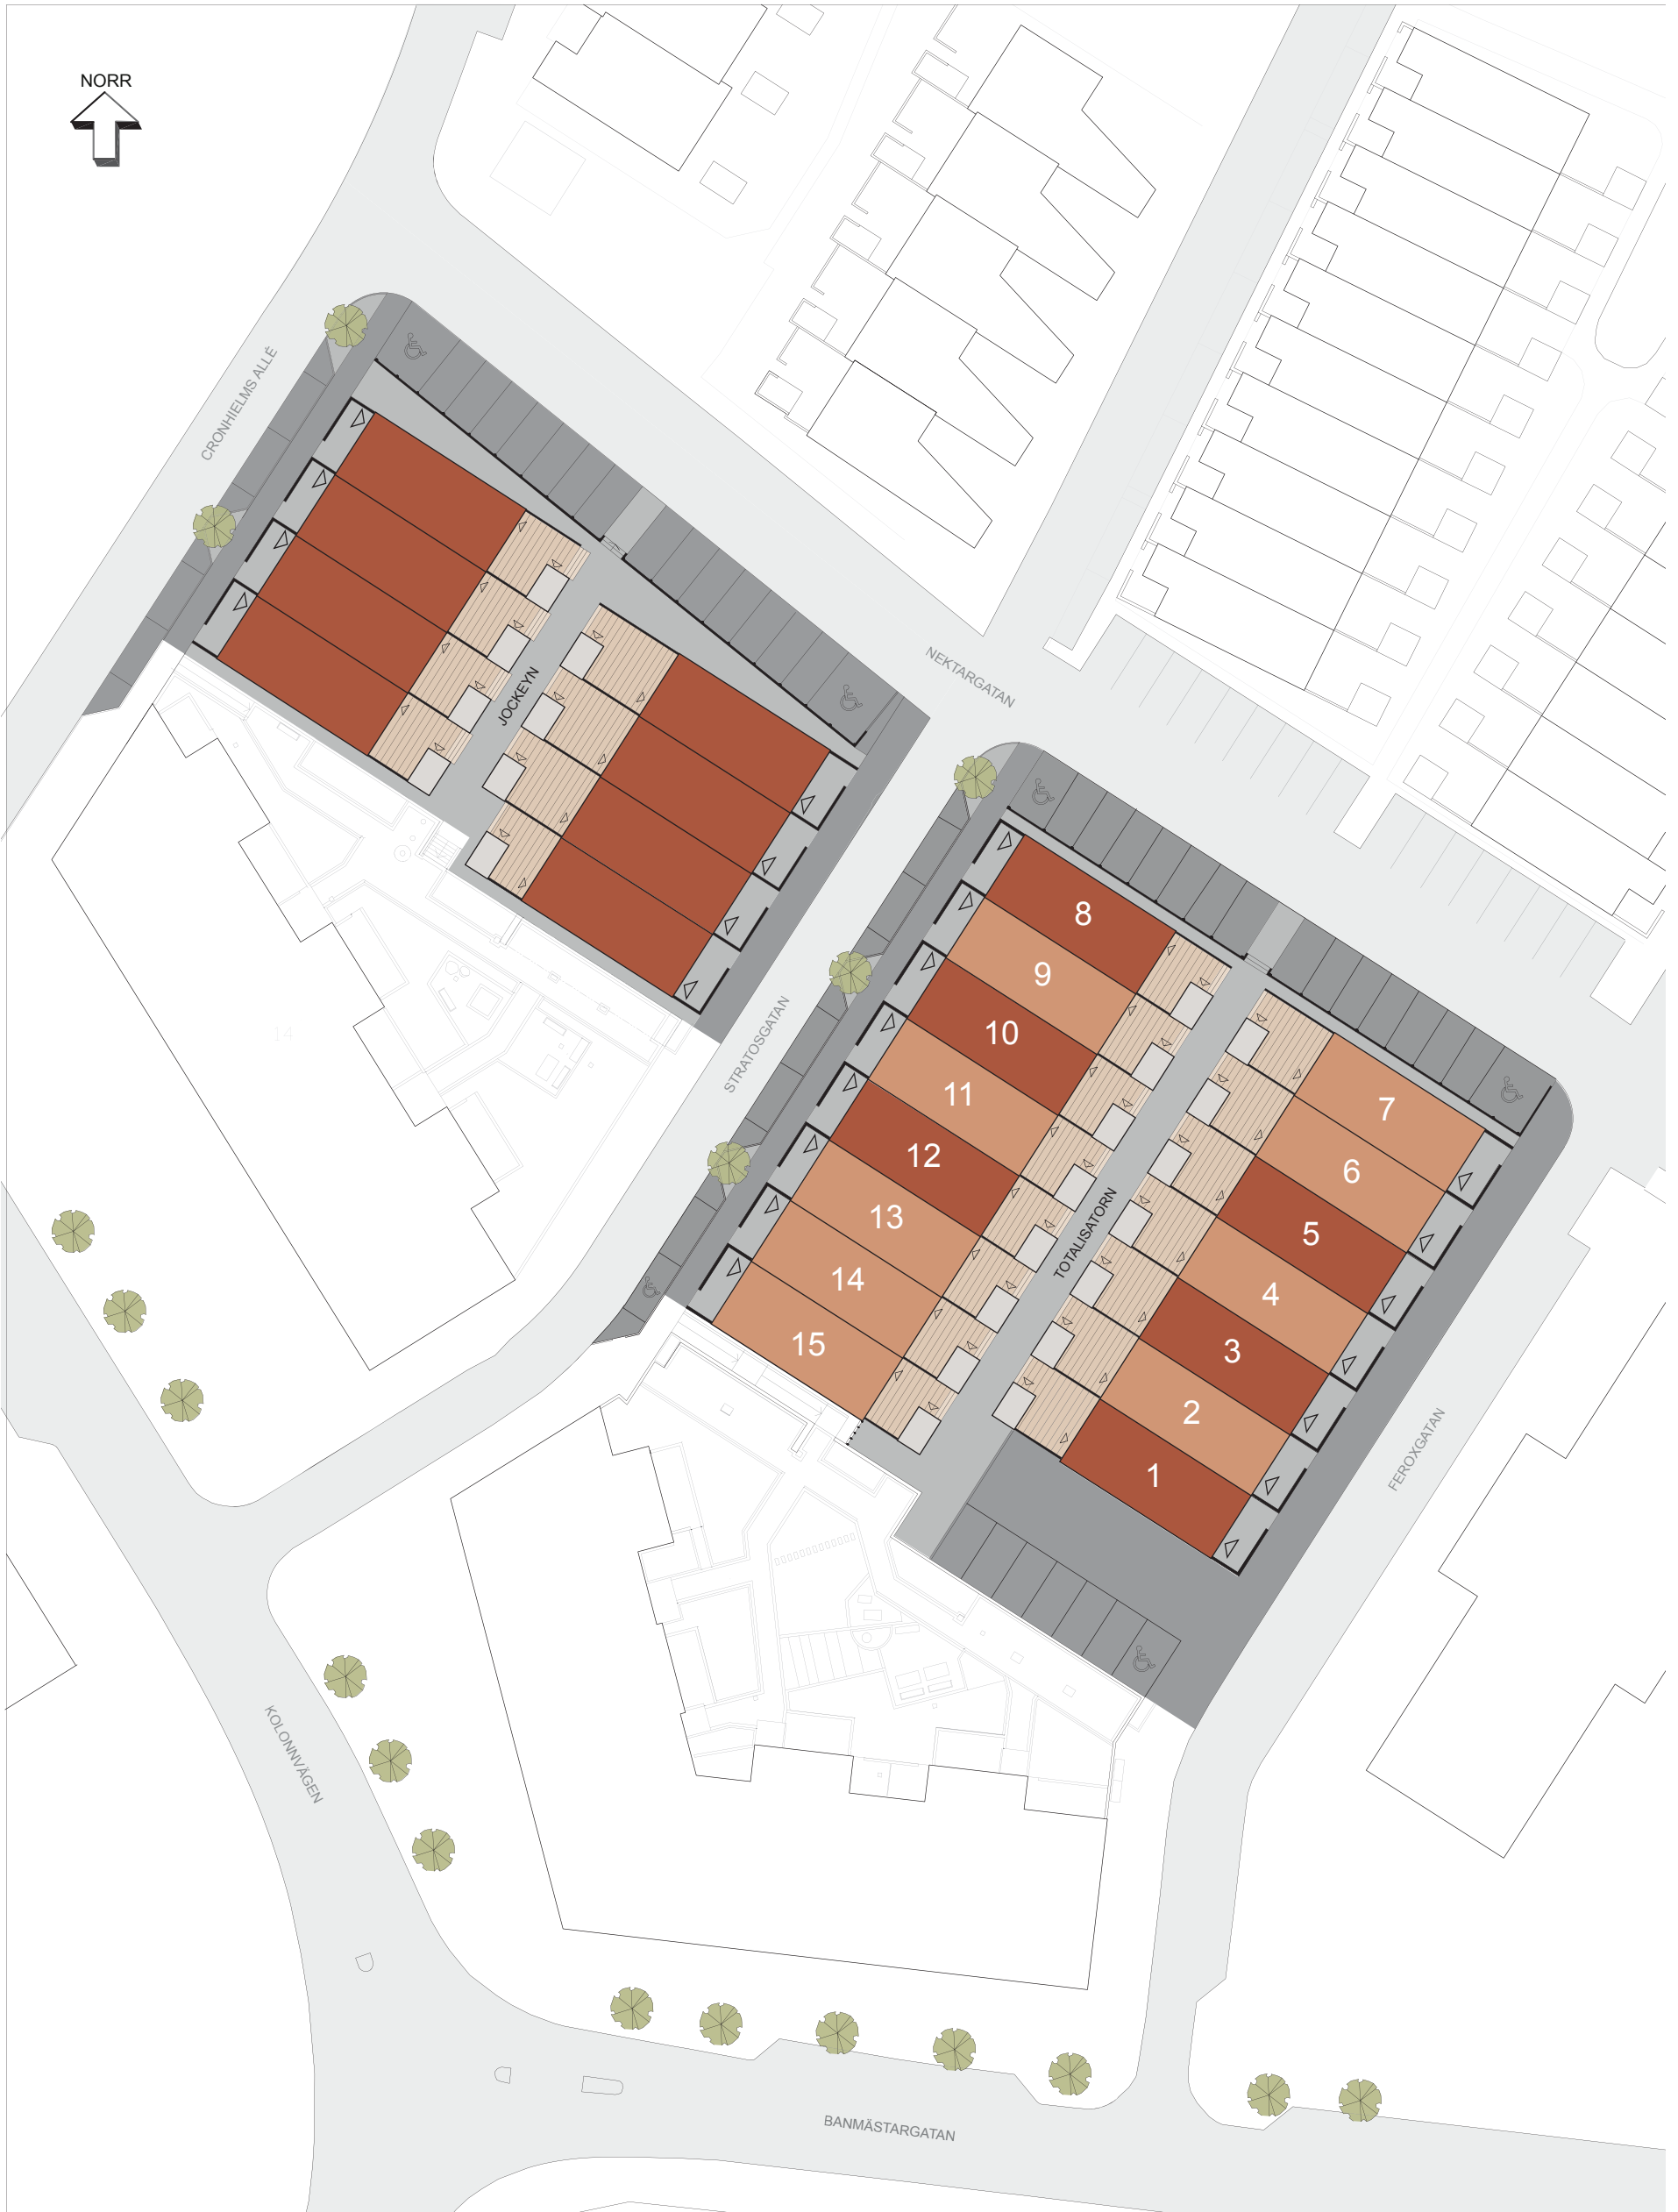 NORR
CRONHIELMS ALLÉ
JOCKEYN
NEKTARGATAN
8
9
10
11
12
13
14
15
7
6
5
4
3
2
1
STRATOSGATAN
TOTALISATORN
FEROXGATAN
14
KOLONNVÄGEN
BANMÄSTARGATAN